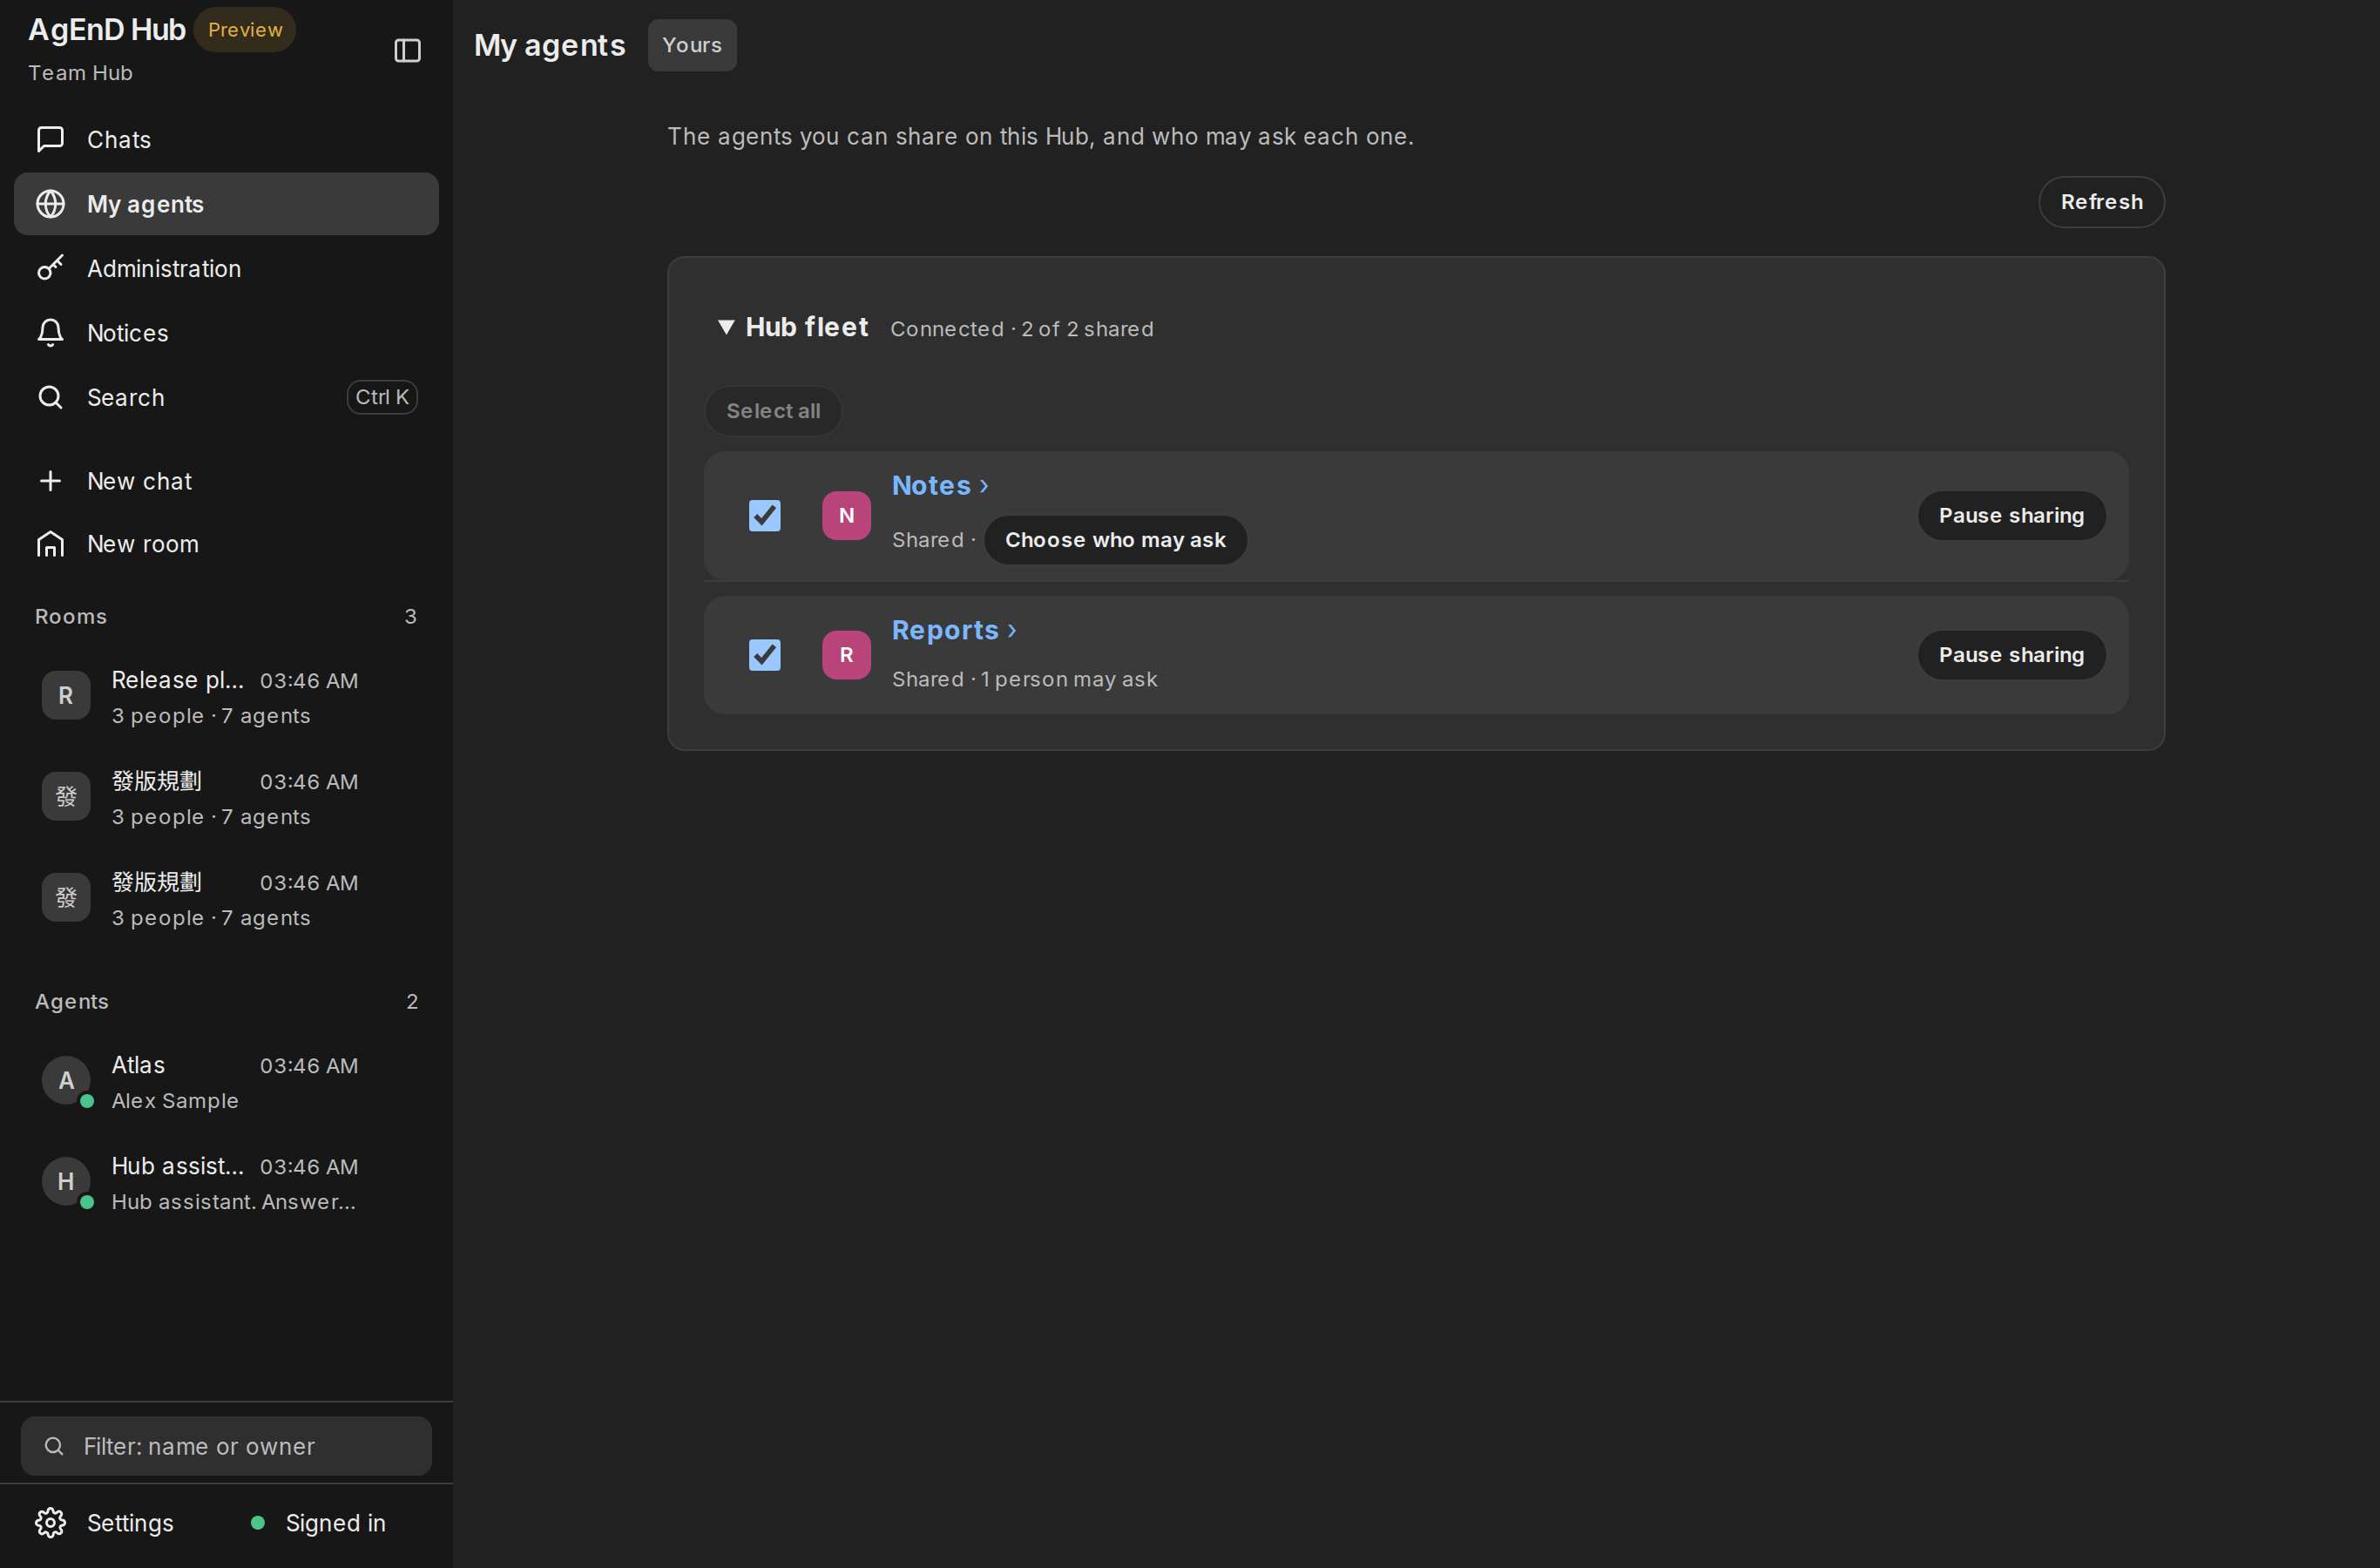 AgEnD Hub Preview
Team Hub
Chats
My agents
Administration
Notices
Search Ctrl K
New chat
New room
Rooms 3
R Release pl... 03:46 AM
3 people · 7 agents
發 發版規劃 03:46 AM
3 people · 7 agents
發 發版規劃 03:46 AM
3 people · 7 agents
Agents 2
A Atlas 03:46 AM
Alex Sample
H Hub assist... 03:46 AM
Hub assistant. Answer...
Filter: name or owner
Settings Signed in
My agents Yours
The agents you can share on this Hub, and who may ask each one.
Refresh
Hub fleet Connected · 2 of 2 shared
Select all
N Notes ›
Shared · Choose who may ask
Pause sharing
R Reports ›
Shared · 1 person may ask
Pause sharing